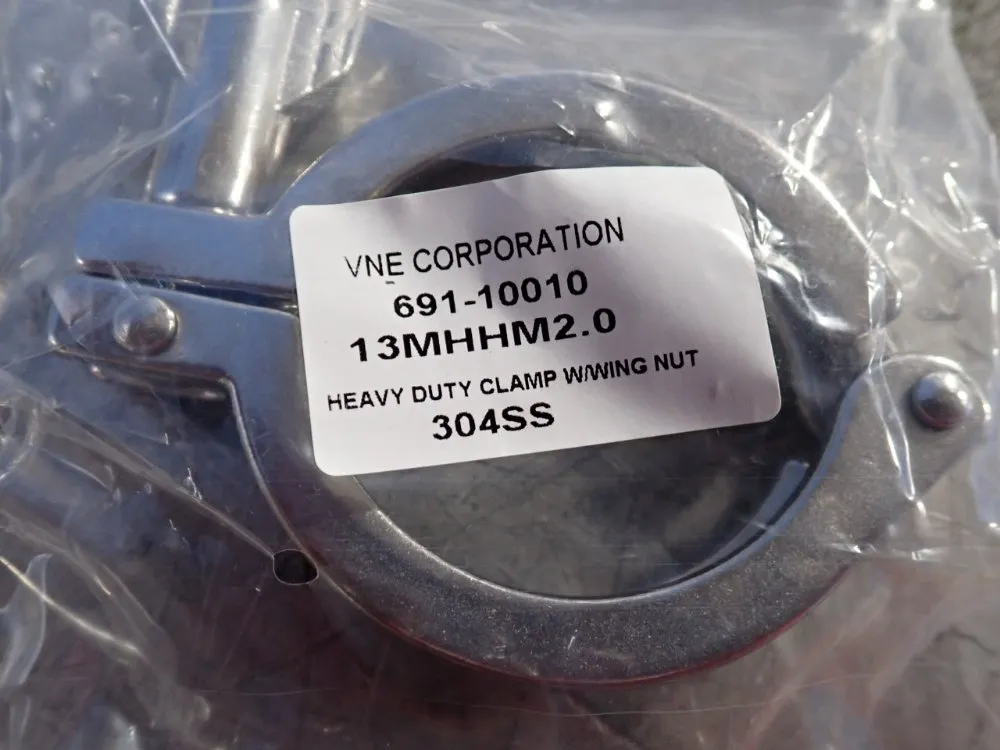 VNE CORPORATION
691-10010
13MHHM2.0
HEAVY DUTY CLAMP W/WING NUT
304SS